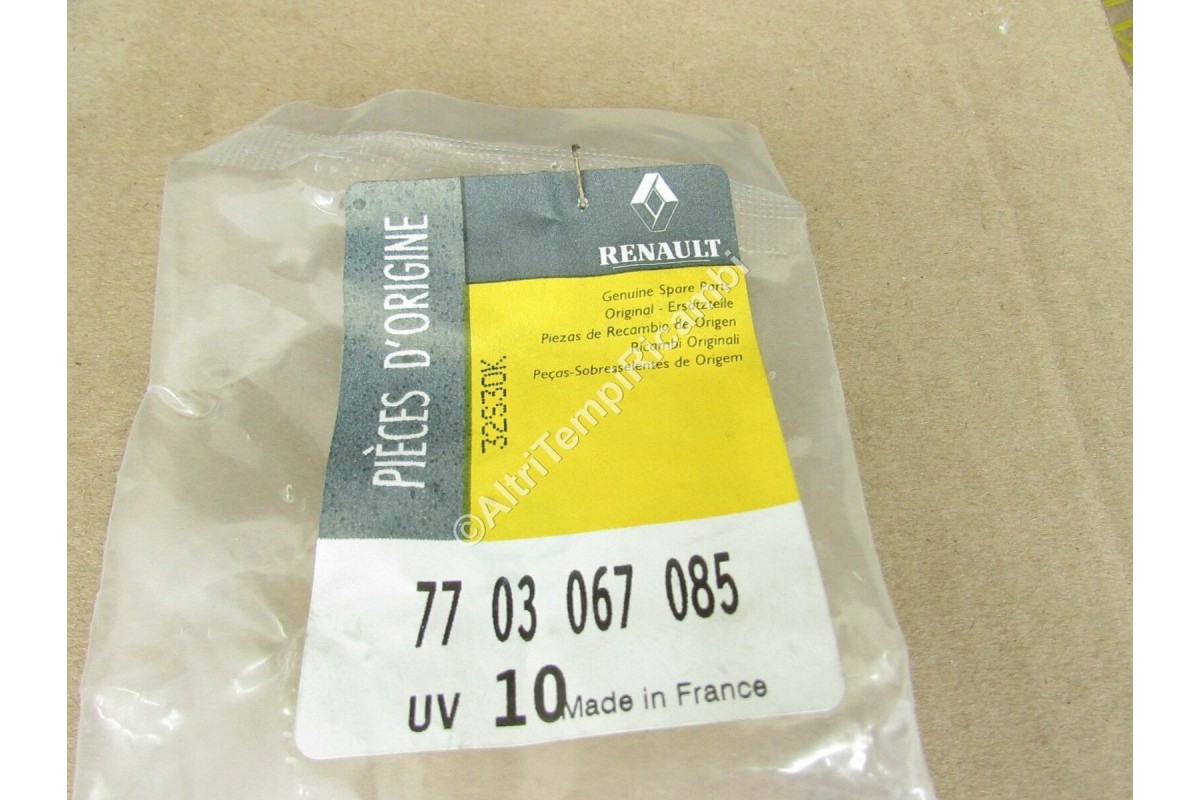 PIÈCES D'ORIGINE
RENAULT
Genuine Spare Parts
Original - Ersatzteile
Piezas de Recambio de Origen
Ricambi Originali
Peças-Sobresselentes de Origem
32830K
©AltriTempiRicambi
77 03 067 085
UV 10 Made in France